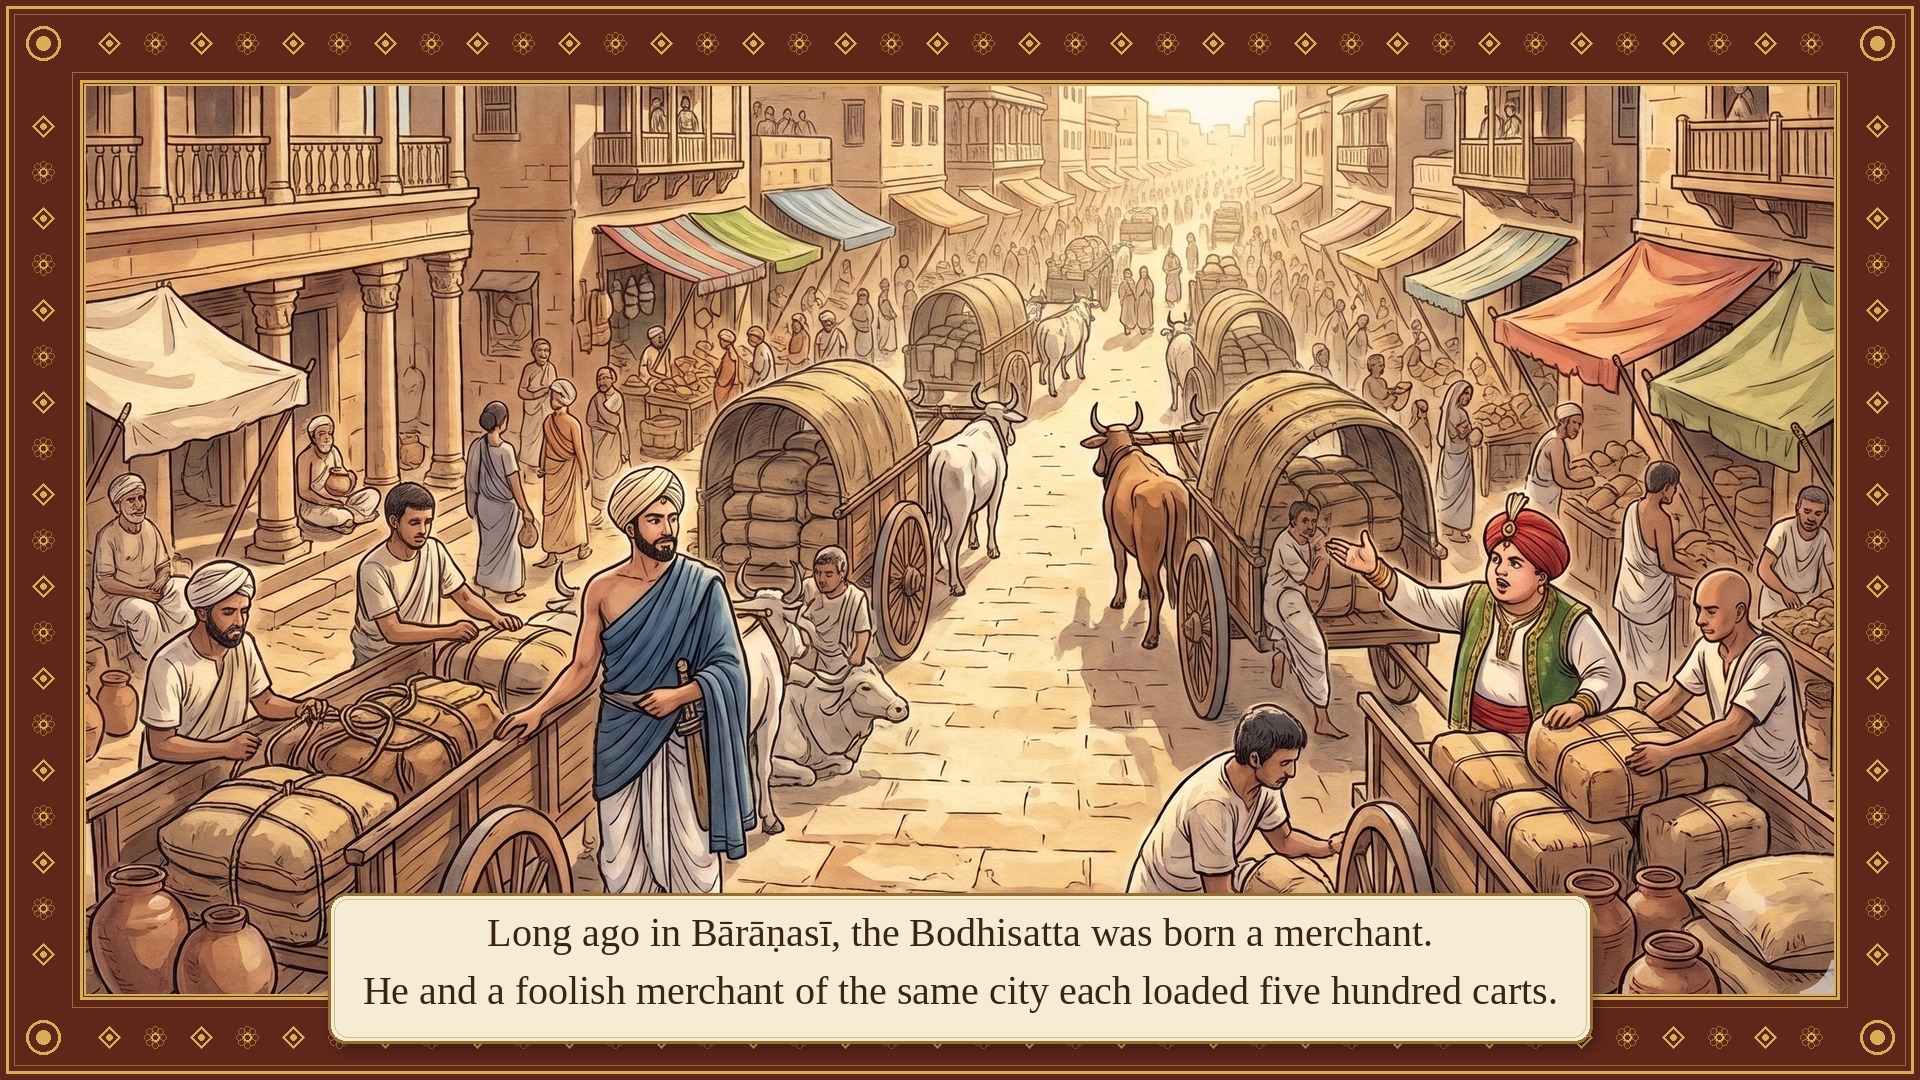 Long ago in Bārāṇasī, the Bodhisatta was born a merchant.
He and a foolish merchant of the same city each loaded five hundred carts.